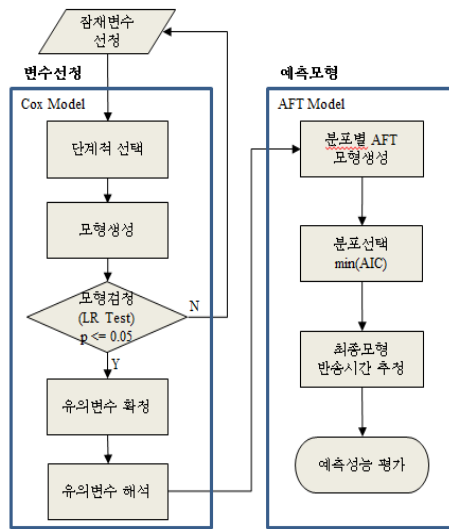 잠재변수
선정
변수선정
Cox Model
단계적 선택
모형생성
모형검정
(LR Test)
p <= 0.05
N
Y
유의변수 확정
유의변수 해석
예측모형
AFT Model
분포별 AFT
모형생성
분포선택
min(AIC)
최종모형
반송시간 추정
예측성능 평가